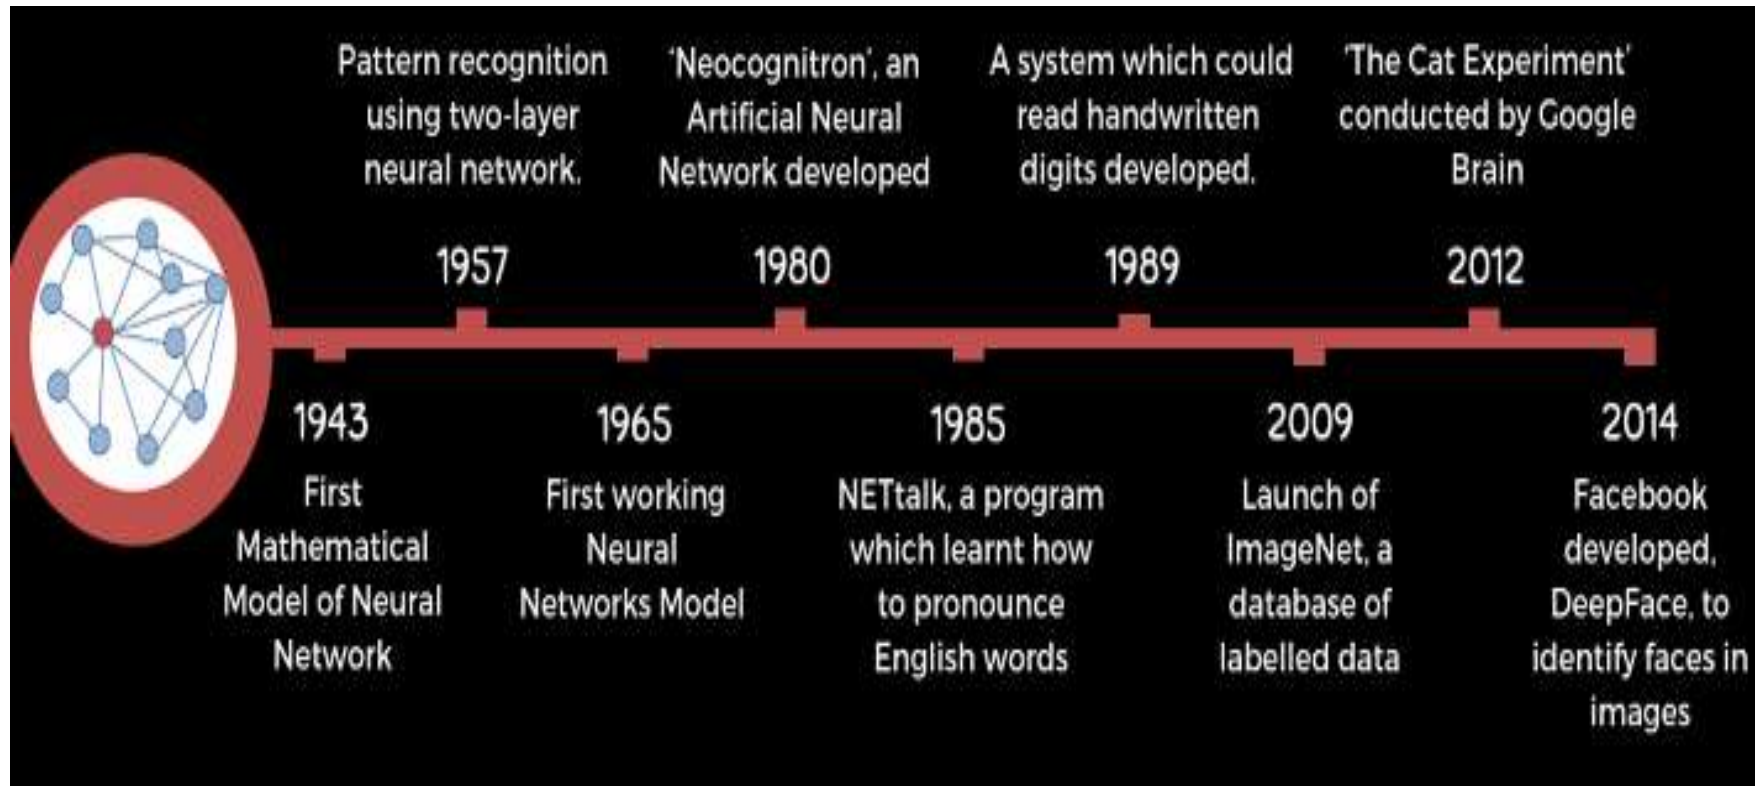 Pattern recognition
using two-layer
neural network.
1957
'Neocognitron', an
Artificial Neural
Network developed
1980
A system which could
read handwritten
digits developed.
1989
'The Cat Experiment'
conducted by Google
Brain
2012
1943
First
Mathematical
Model of Neural
Network
1965
First working
Neural
Networks Model
1985
NETtalk, a program
which learnt how
to pronounce
English words
2009
Launch of
ImageNet, a
database of
labelled data
2014
Facebook
developed,
DeepFace, to
identify faces in
images